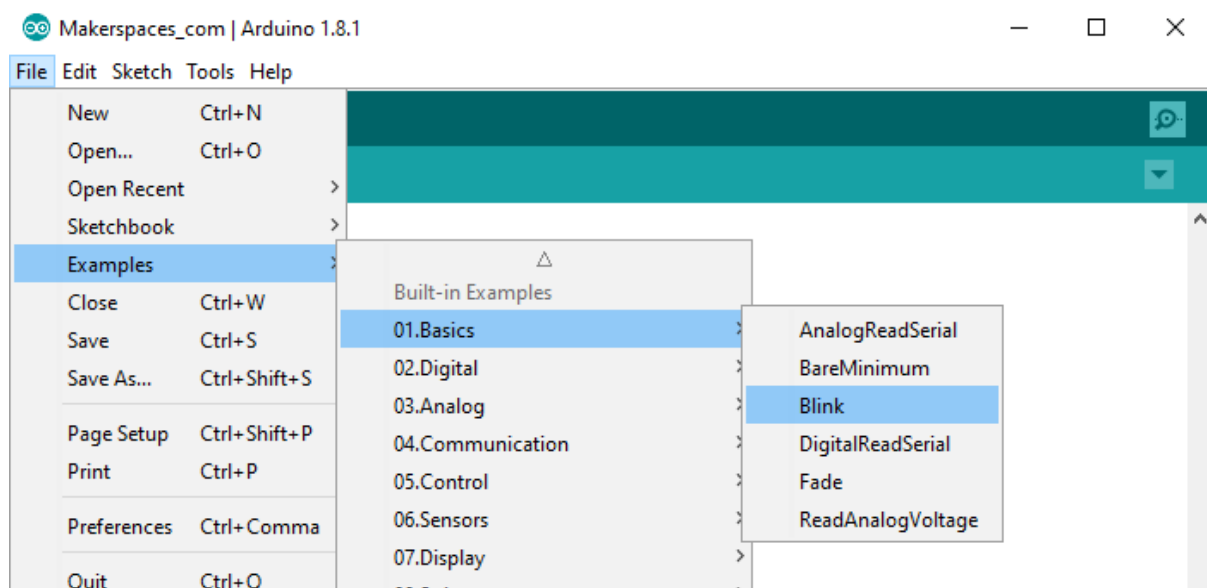 Makerspaces_com | Arduino 1.8.1
File Edit Sketch Tools Help
New Ctrl+N
Open... Ctrl+O
Open Recent
Sketchbook
Examples
Close Ctrl+W
Save Ctrl+S
Save As... Ctrl+Shift+S
Page Setup Ctrl+Shift+P
Print Ctrl+P
Preferences Ctrl+Comma
Quit Ctrl+Q
Built-in Examples
01.Basics
02.Digital
03.Analog
04.Communication
05.Control
06.Sensors
07.Display
AnalogReadSerial
BareMinimum
Blink
DigitalReadSerial
Fade
ReadAnalogVoltage